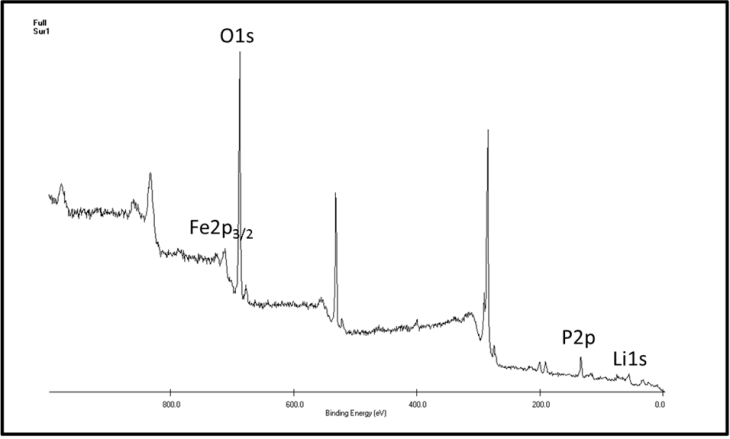 Full
Sur1
O1s
Fe2p3/2
P2p
Li1s
800.0 600.0 400.0 200.0 0.0
Binding Energy (eV)